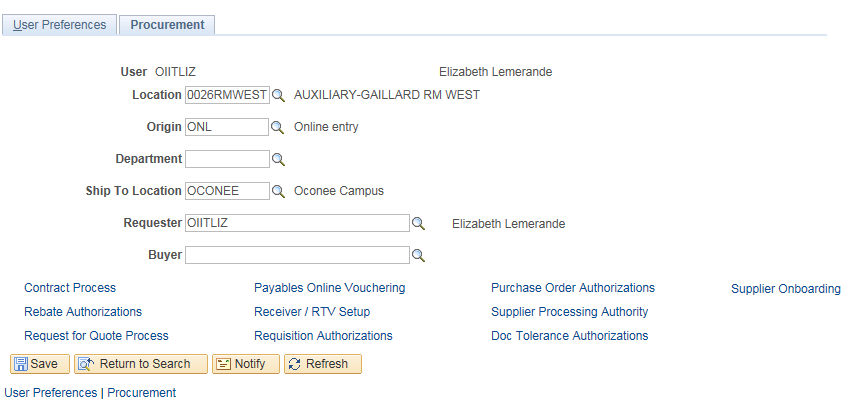 User Preferences Procurement
User OIITLIZ Elizabeth Lemerande
Location 0026RMWEST AUXILIARY-GAILLARD RM WEST
Origin ONL Online entry
Department
Ship To Location OCONEE Oconee Campus
Requester OIITLIZ Elizabeth Lemerande
Buyer
Contract Process Payables Online Vouchering Purchase Order Authorizations Supplier Onboarding
Rebate Authorizations Receiver / RTV Setup Supplier Processing Authority
Request for Quote Process Requisition Authorizations Doc Tolerance Authorizations
Save Return to Search Notify Refresh
User Preferences | Procurement